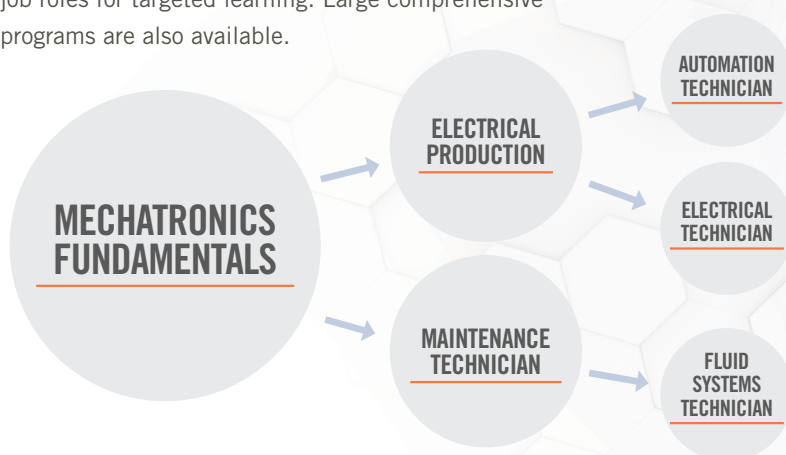 job roles for targeted learning. Large comprehensive
programs are also available.
MECHATRONICS
FUNDAMENTALS
ELECTRICAL
PRODUCTION
MAINTENANCE
TECHNICIAN
AUTOMATION
TECHNICIAN
ELECTRICAL
TECHNICIAN
FLUID
SYSTEMS
TECHNICIAN